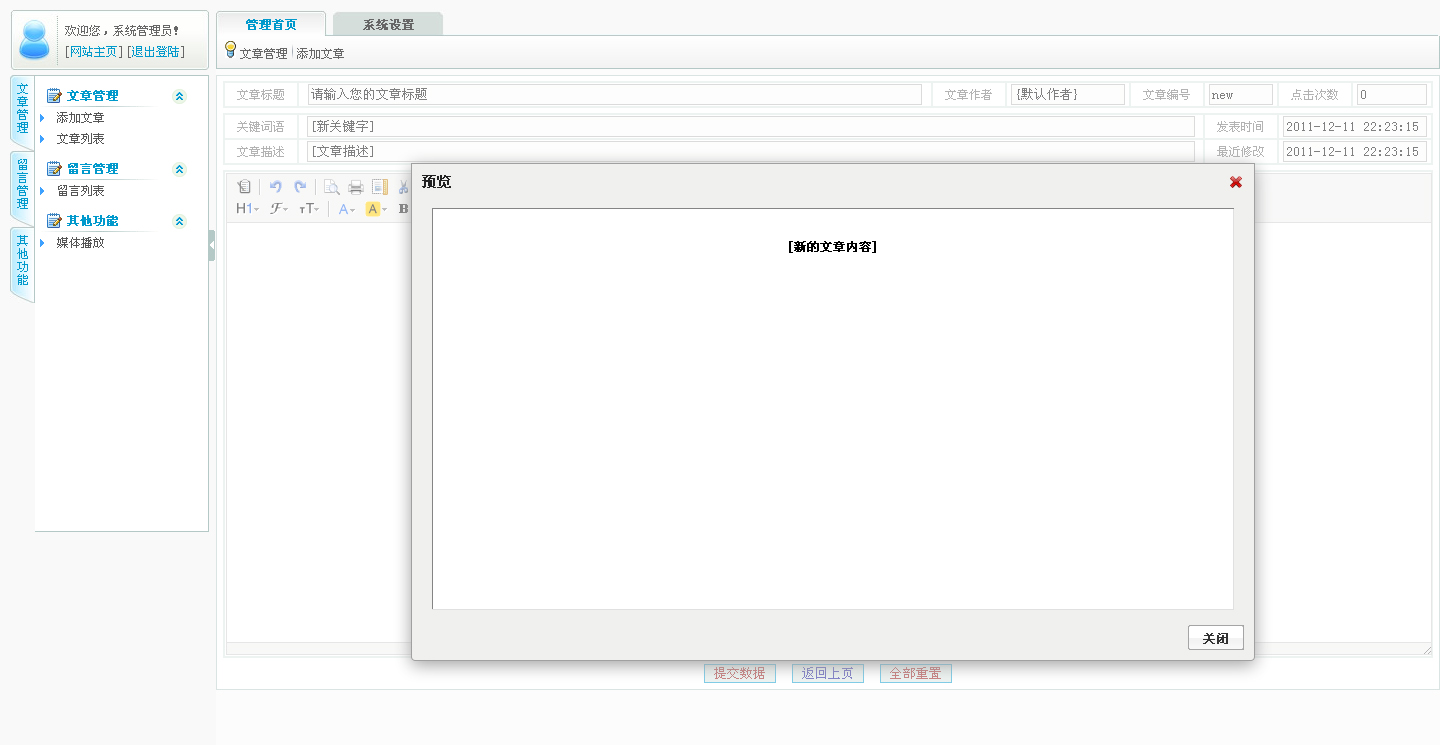 欢迎您，系统管理员！
[网站主页] [退出登陆]
管理首页
系统设置
文章管理 | 添加文章
文章管理
留言管理
其他功能
文章管理
添加文章
文章列表
留言管理
留言列表
其他功能
媒体播放
文章标题 请输入您的文章标题 文章作者 {默认作者} 文章编号 new 点击次数 0
关键词语 [新关键字] 发表时间 2011-12-11 22:23:15
文章描述 [文章描述] 最近修改 2011-12-11 22:23:15
H1 F TT A A B
预览
[新的文章内容]
关闭
提交数据 返回上页 全部重置